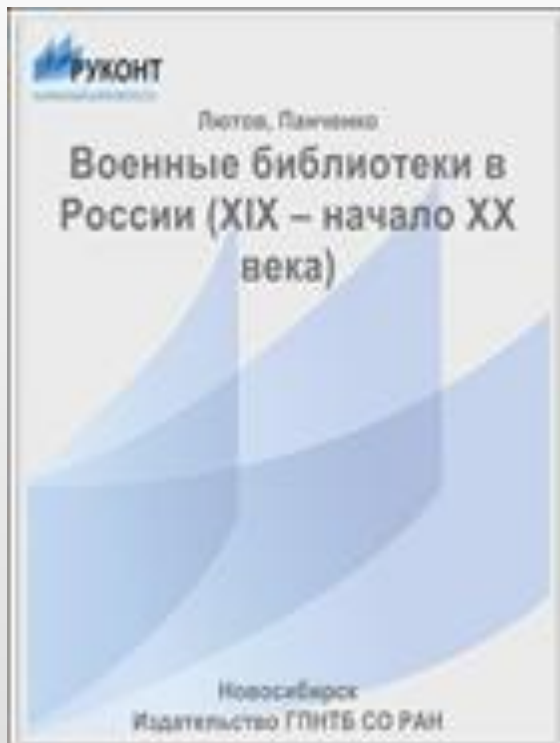 РУКОНТ
Лютов, Панченко
Военные библиотеки в
России (XIX – начало XX
века)
Новосибирск
Издательство ГПНТБ СО РАН